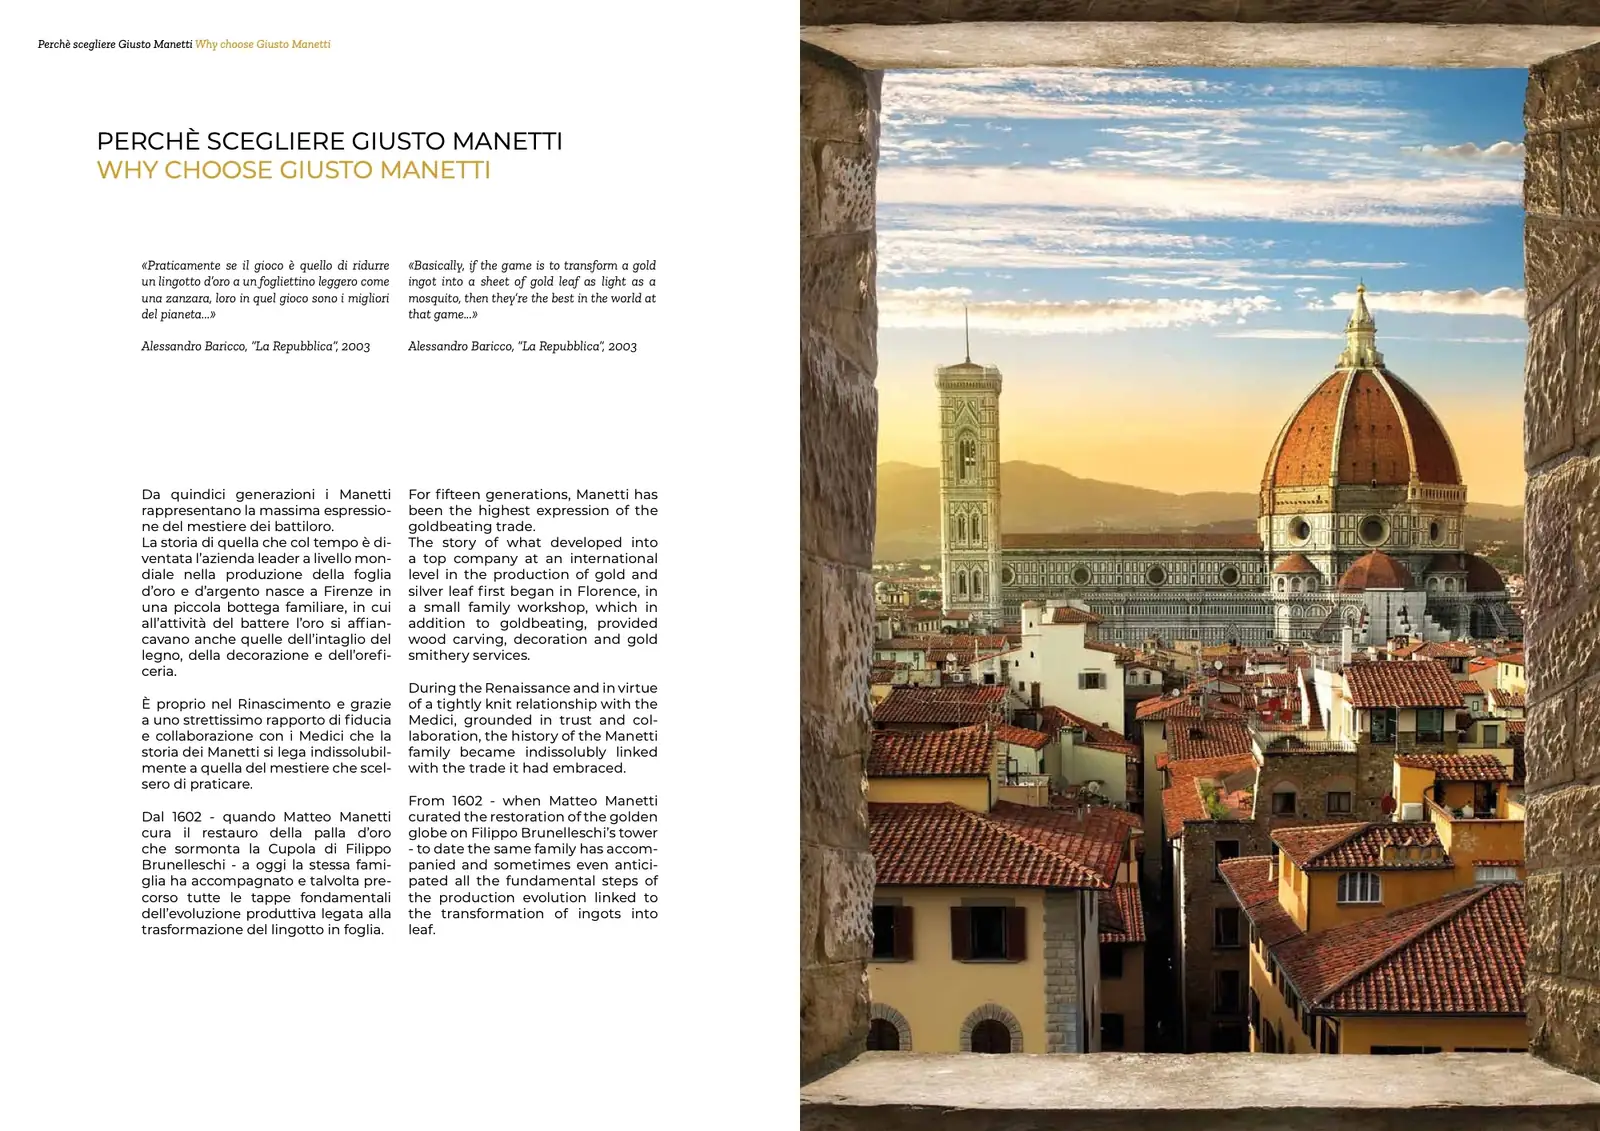 Perchè scegliere Giusto Manetti Why choose Giusto Manetti
PERCHÈ SCEGLIERE GIUSTO MANETTI
WHY CHOOSE GIUSTO MANETTI
«Praticamente se il gioco è quello di ridurre
un lingotto d'oro a un fogliettino leggero come
una zanzara, loro in quel gioco sono i migliori
del pianeta...»
Alessandro Baricco, "La Repubblica", 2003
«Basically, if the game is to transform a gold
ingot into a sheet of gold leaf as light as a
mosquito, then they're the best in the world at
that game...»
Alessandro Baricco, "La Repubblica", 2003
Da quindici generazioni i Manetti
rappresentano la massima espressio-
ne del mestiere dei battiloro.
La storia di quella che col tempo è di-
ventata l'azienda leader a livello mon-
diale nella produzione della foglia
d'oro e d'argento nasce a Firenze in
una piccola bottega familiare, in cui
all'attività del battere l'oro si affian-
cavano anche quelle dell'intaglio del
legno, della decorazione e dell'orefi-
ceria.
È proprio nel Rinascimento e grazie
a uno strettissimo rapporto di fiducia
e collaborazione con i Medici che la
storia dei Manetti si lega indissolubil-
mente a quella del mestiere che scel-
sero di praticare.
Dal 1602 - quando Matteo Manetti
cura il restauro della palla d'oro
che sormonta la Cupola di Filippo
Brunelleschi - a oggi la stessa fami-
glia ha accompagnato e talvolta pre-
corso tutte le tappe fondamentali
dell'evoluzione produttiva legata alla
trasformazione del lingotto in foglia.
For fifteen generations, Manetti has
been the highest expression of the
goldbeating trade.
The story of what developed into
a top company at an international
level in the production of gold and
silver leaf first began in Florence, in
a small family workshop, which in
addition to goldbeating, provided
wood carving, decoration and gold
smithery services.
During the Renaissance and in virtue
of a tightly knit relationship with the
Medici, grounded in trust and col-
laboration, the history of the Manetti
family became indissolubly linked
with the trade it had embraced.
From 1602 - when Matteo Manetti
curated the restoration of the golden
globe on Filippo Brunelleschi's tower
- to date the same family has accom-
panied and sometimes even antici-
pated all the fundamental steps of
the production evolution linked to
the transformation of ingots into
leaf.